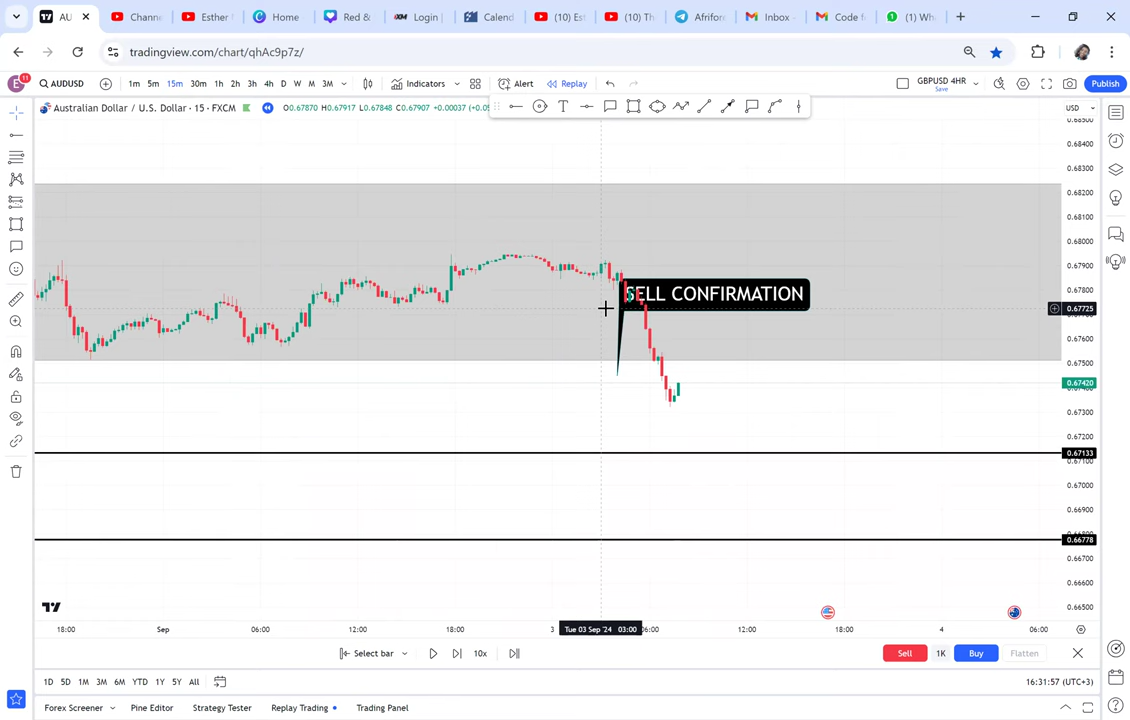 AU
Channe
Esther
Home
Red &
Login |
Calend
(10) Est
(10) Th
Afriforn
Inbox -
Code fo
(1) Wha
tradingview.com/chart/qhAc9p7z/
E 11
AUDUSD
1m 5m 15m 30m 1h 2h 3h 4h D W M 3M
Indicators
Alert
Replay
GBPUSD 4HR
Save
Publish
Australian Dollar / U.S. Dollar · 15 · FXCM
O0.67870 H0.67917 L0.67848 C0.67907 +0.00037
USD
0.68500
0.68400
0.68300
0.68200
0.68100
0.68000
0.67900
0.67800
0.67725
0.67500
0.67420
0.67300
0.67200
0.67133
0.67000
0.66900
0.66778
0.66700
0.66600
0.66500
SELL CONFIRMATION
18:00 Sep 06:00 12:00 18:00 3 Tue 03 Sep '24 03:00 06:00 12:00 18:00 4 06:00
Select bar
10x
Sell 1K Buy Flatten
1D 5D 1M 3M 6M YTD 1Y 5Y All
16:31:57 (UTC+3)
Forex Screener Pine Editor Strategy Tester Replay Trading Trading Panel